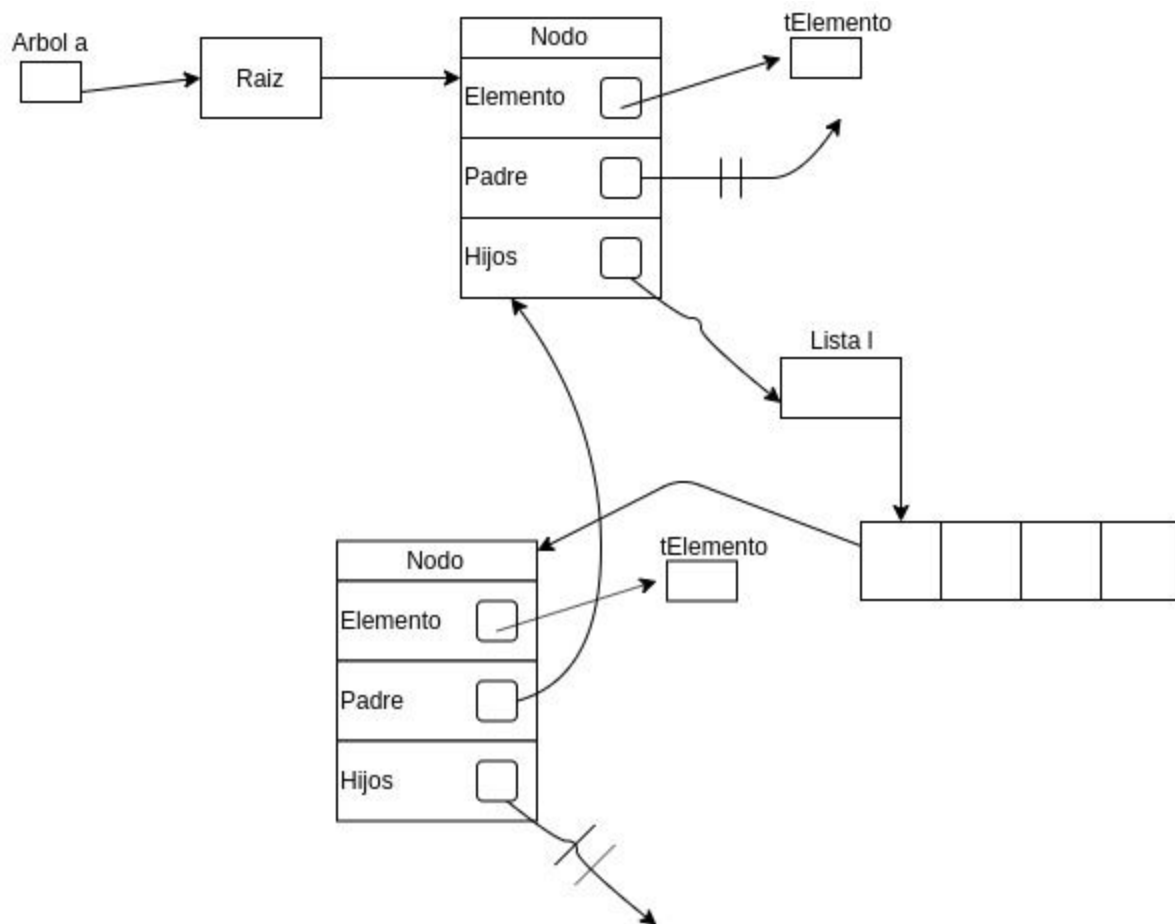 Arbol a
Raiz
Nodo
Elemento
Padre
Hijos
tElemento
Lista l
Nodo
Elemento
Padre
Hijos
tElemento